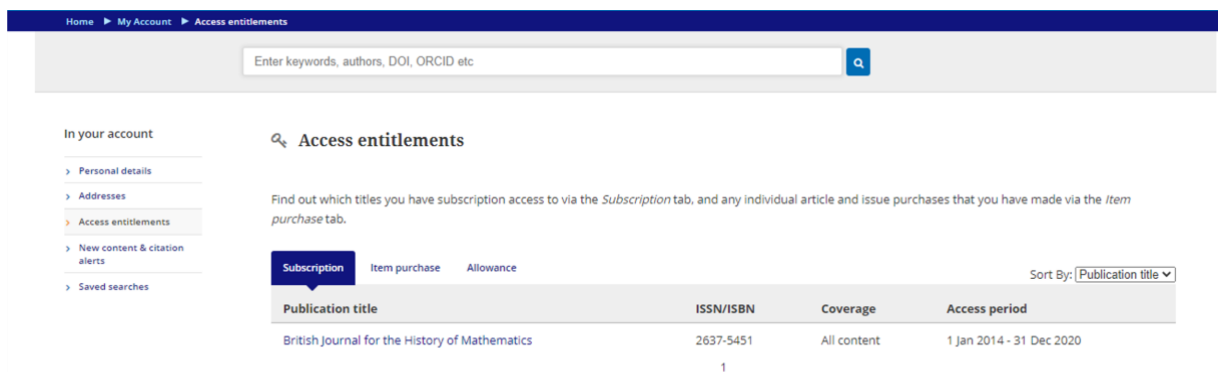 Home ▶ My Account ▶ Access entitlements
Enter keywords, authors, DOI, ORCID etc
In your account
Personal details
Addresses
Access entitlements
New content & citation
alerts
Saved searches
Access entitlements
Find out which titles you have subscription access to via the Subscription tab, and any individual article and issue purchases that you have made via the Item
purchase tab.
Subscription Item purchase Allowance
Sort By: Publication title
Publication title ISSN/ISBN Coverage Access period
British Journal for the History of Mathematics 2637-5451 All content 1 Jan 2014 - 31 Dec 2020
1